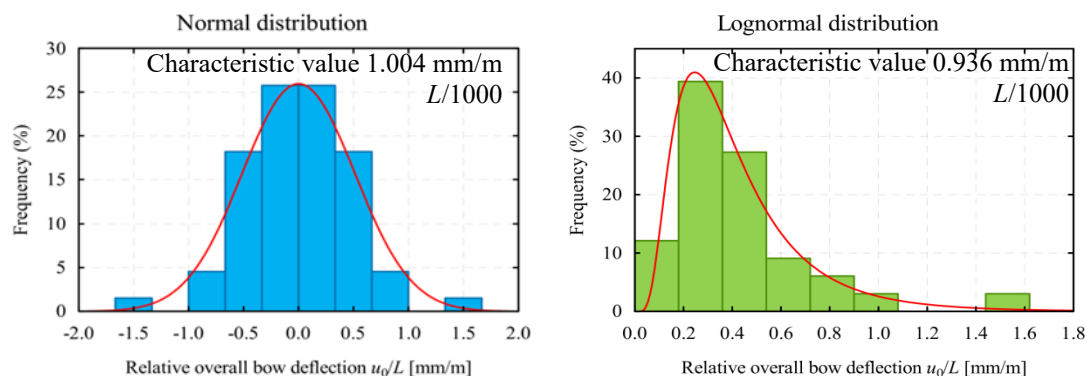 Normal distribution
Characteristic value 1.004 mm/m
L/1000
Frequency (%)
30
25
20
15
10
5
0
-2.0 -1.5 -1.0 -0.5 0.0 0.5 1.0 1.5 2.0
Relative overall bow deflection u₀/L [mm/m]
Lognormal distribution
Characteristic value 0.936 mm/m
L/1000
Frequency (%)
40
30
20
10
0
0.0 0.2 0.4 0.6 0.8 1.0 1.2 1.4 1.6 1.8
Relative overall bow deflection u₀/L [mm/m]